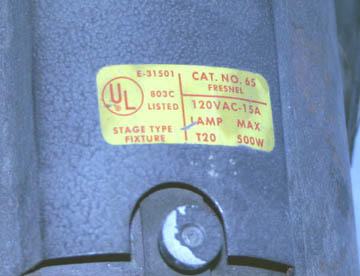 E-31501
UL
803C
LISTED
STAGE TYPE
FIXTURE
CAT. NO. 65
FRESNEL
120VAC-15A
LAMP MAX
T20 500W